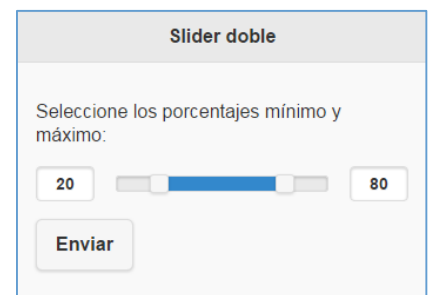 Slider doble
Seleccione los porcentajes mínimo y
máximo:
20 80
Enviar